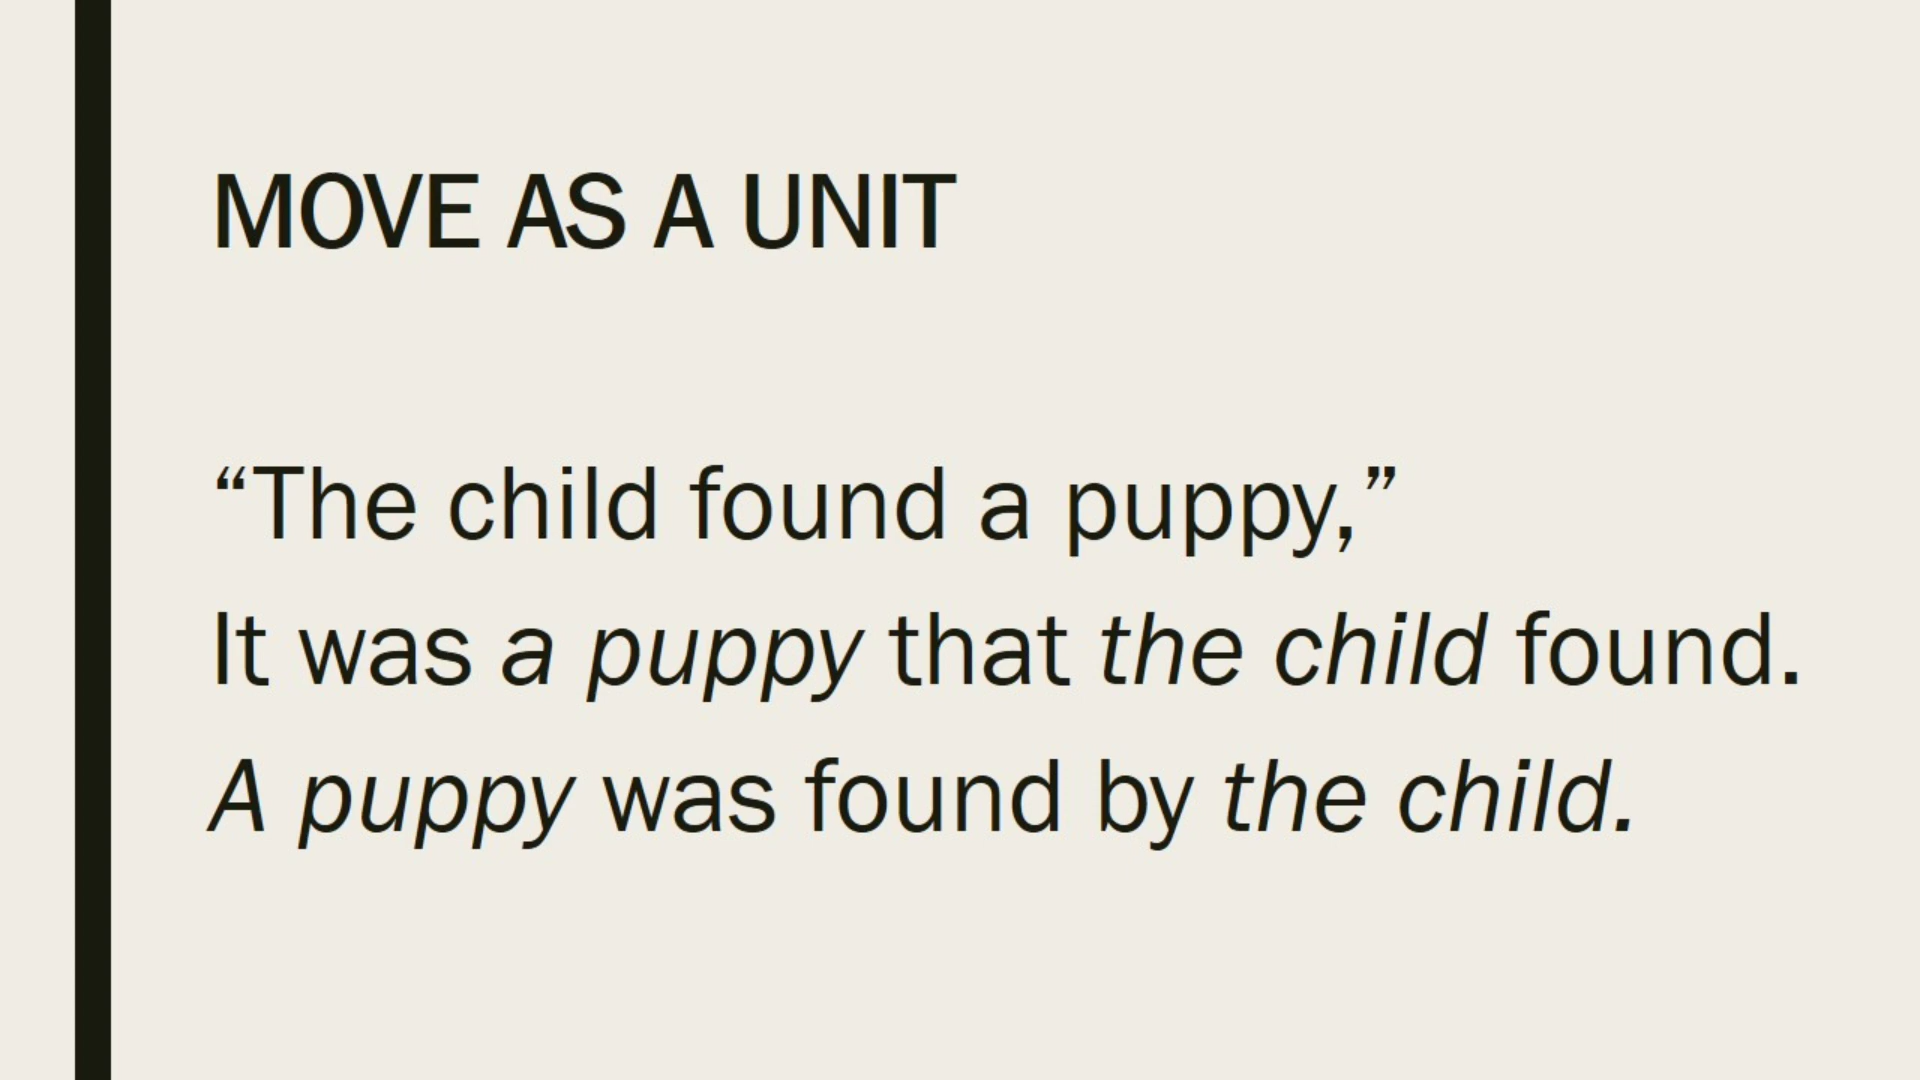 MOVE AS A UNIT
“The child found a puppy,”
It was a puppy that the child found.
A puppy was found by the child.